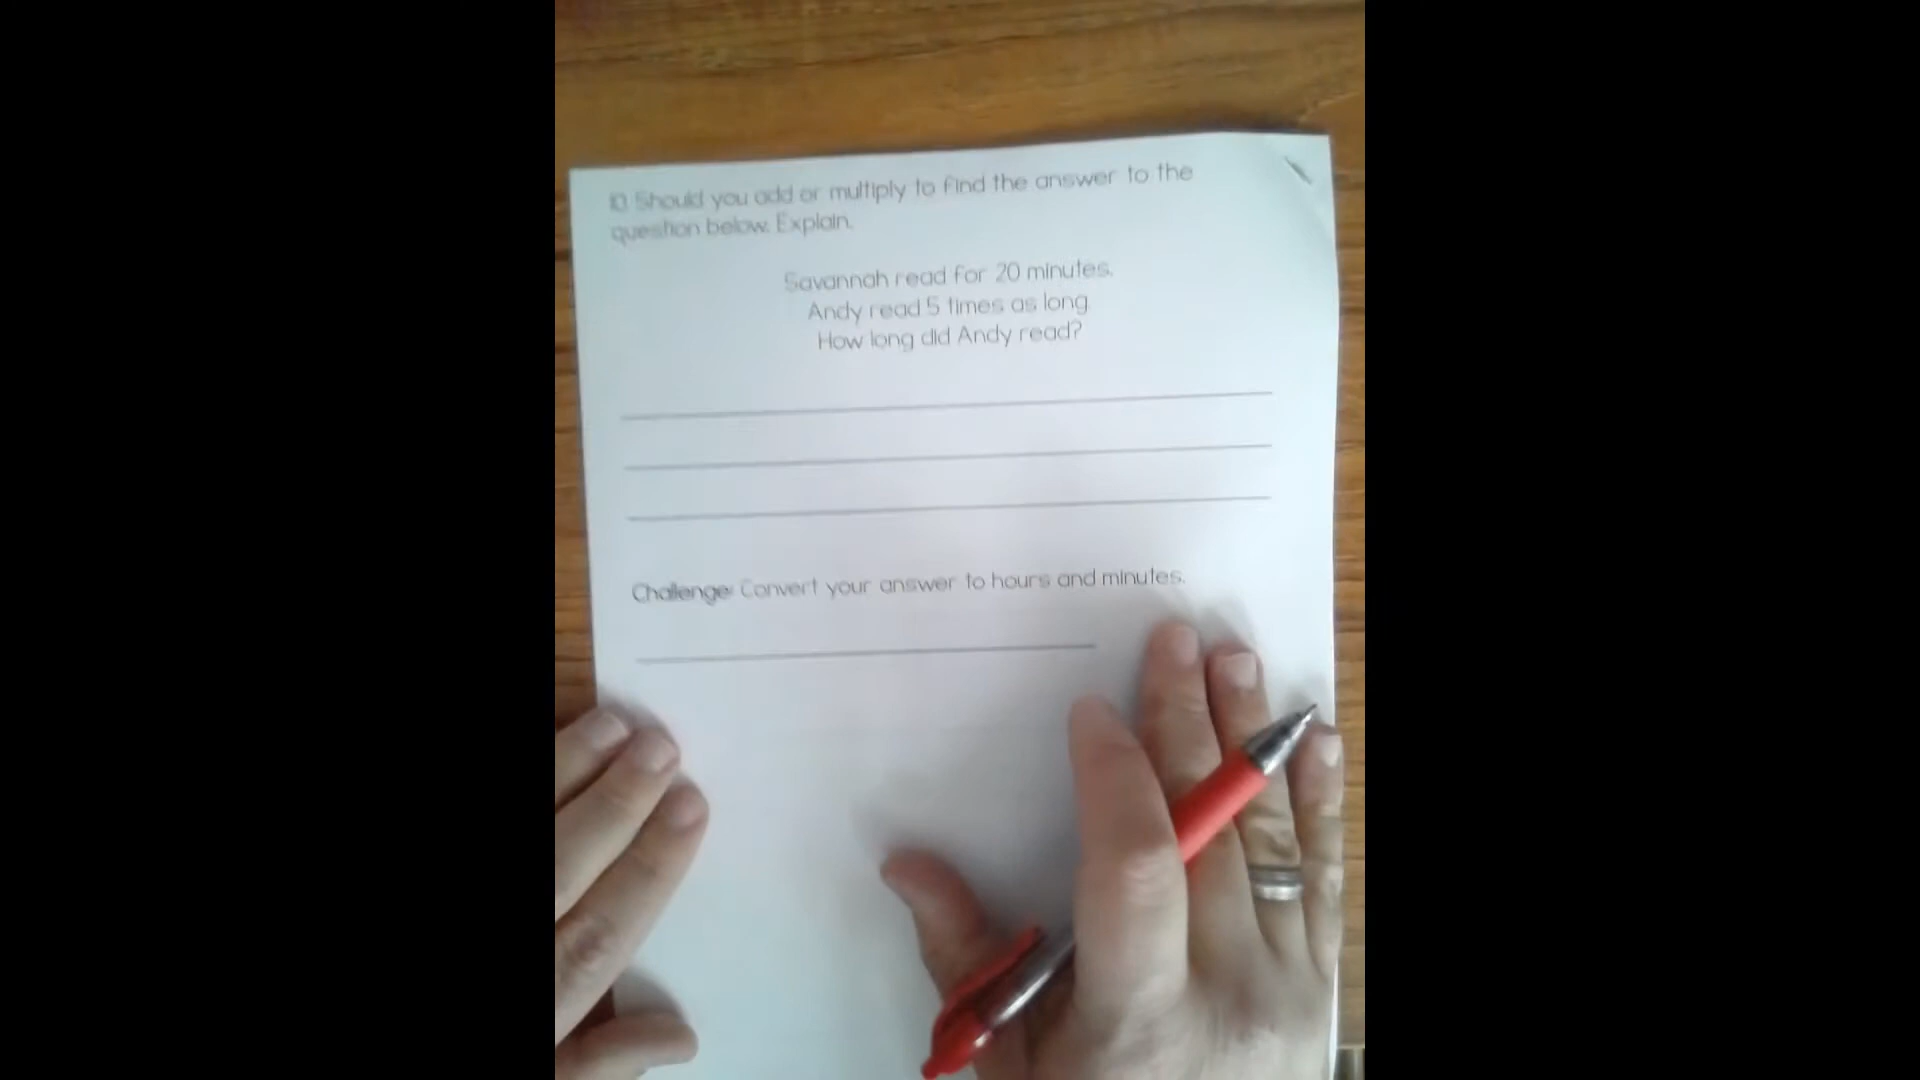 10. Should you add or multiply to find the answer to the
question below. Explain.
Savannah read for 20 minutes.
Andy read 5 times as long.
How long did Andy read?
Challenge: Convert your answer to hours and minutes.